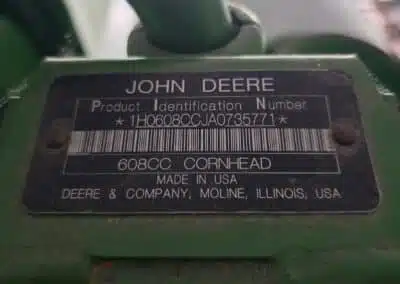 JOHN DEERE
Product Identification Number
*1H0608CCJA0735771*
608CC CORNHEAD
MADE IN USA
DEERE & COMPANY, MOLINE, ILLINOIS, USA